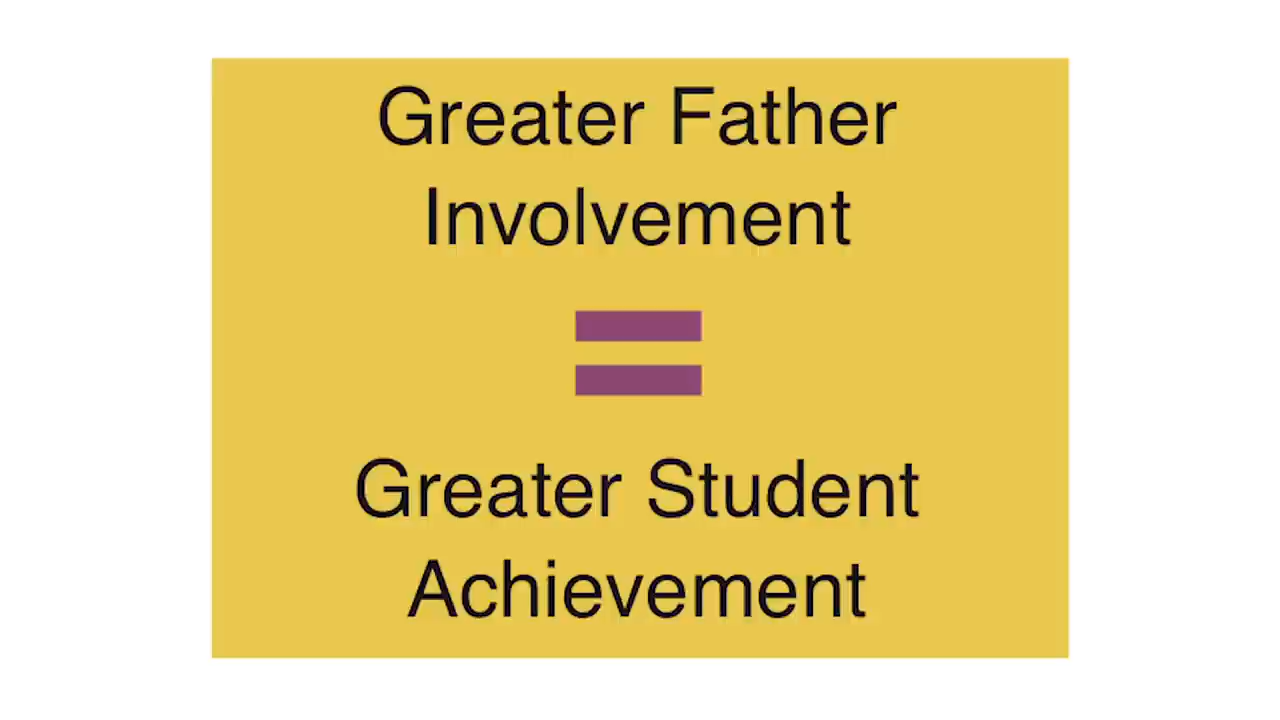 Greater Father
Involvement
=
Greater Student
Achievement